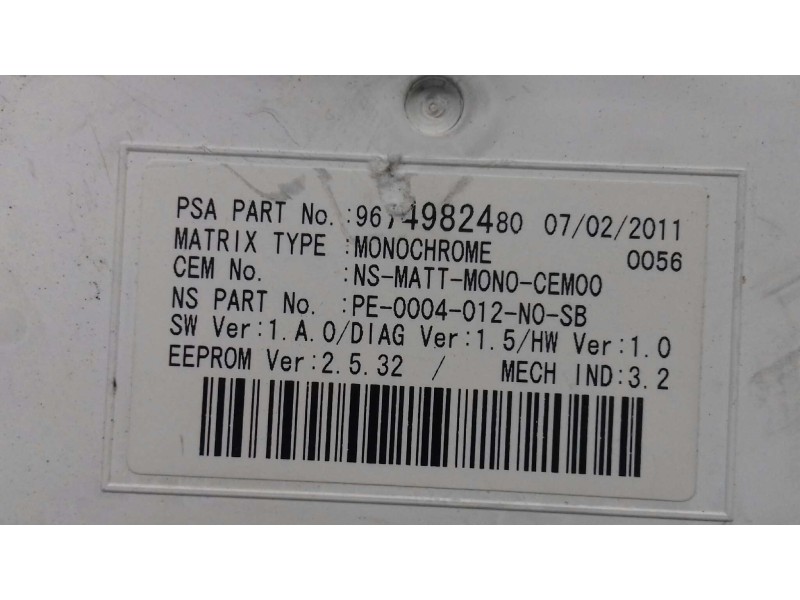 PSA PART No. :9674982480 07/02/2011
MATRIX TYPE :MONOCHROME 0056
CEM No. :NS-MATT-MONO-CEM00
NS PART No. :PE-0004-012-NO-SB
SW Ver:1.A.0/DIAG Ver:1.5/HW Ver:1.0
EEPROM Ver:2.5.32 / MECH IND:3.2